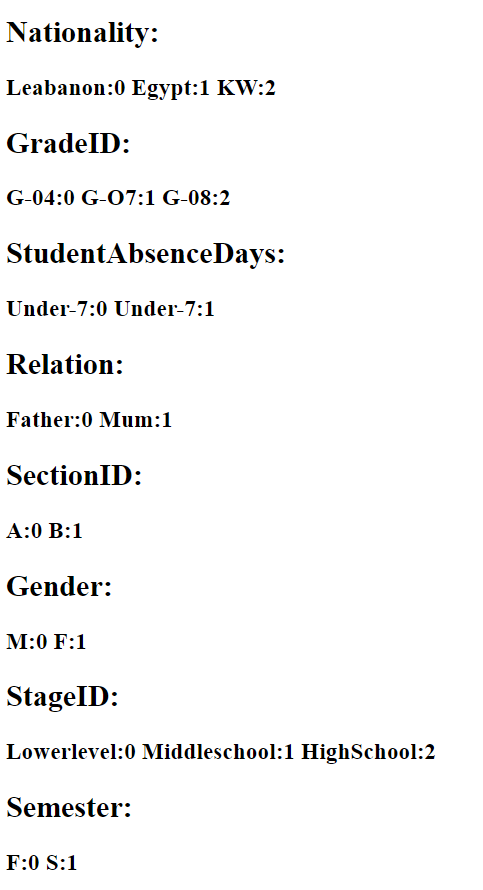 Nationality:
Leabanon:0 Egypt:1 KW:2
GradeID:
G-04:0 G-O7:1 G-08:2
StudentAbsenceDays:
Under-7:0 Under-7:1
Relation:
Father:0 Mum:1
SectionID:
A:0 B:1
Gender:
M:0 F:1
StageID:
Lowerlevel:0 Middleschool:1 HighSchool:2
Semester:
F:0 S:1